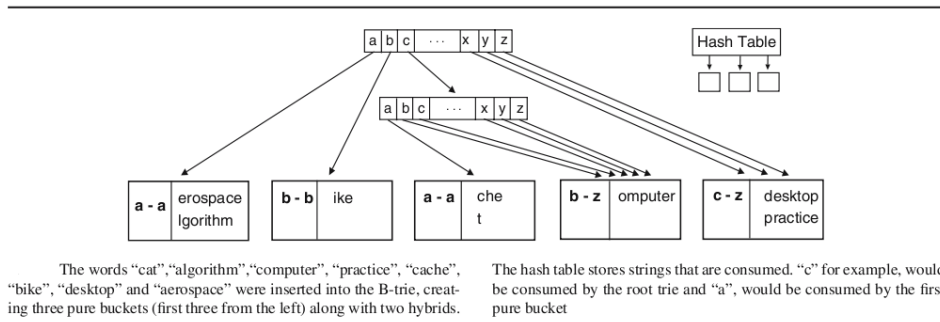 a b c ... x y z
Hash Table
a b c ... x y z
a - a
erospace
lgorithm
b - b
ike
a - a
che
t
b - z
omputer
c - z
desktop
practice
The words “cat”,“algorithm”,“computer”, “practice”, “cache”,
“bike”, “desktop” and “aerospace” were inserted into the B-trie, creat-
ing three pure buckets (first three from the left) along with two hybrids.
The hash table stores strings that are consumed. “c” for example, would
be consumed by the root trie and “a”, would be consumed by the first
pure bucket